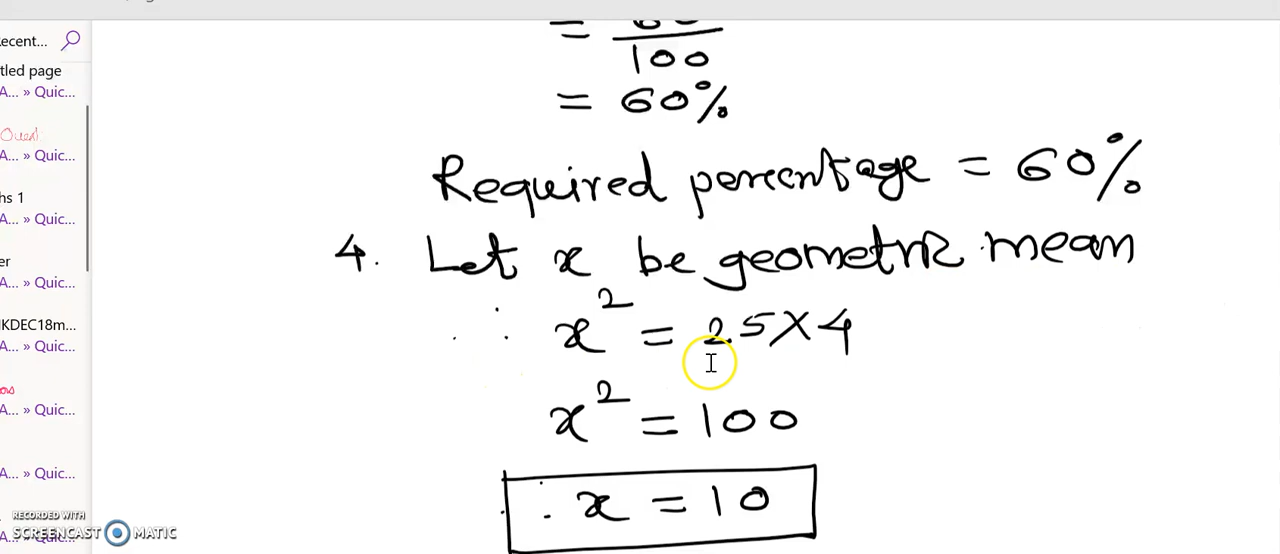 ecent...
tled page
A... » Quic...
A... » Quic...
hs 1
A... » Quic...
er
A... » Quic...
KDEC18m...
A... » Quic...
A... » Quic...
A... » Quic...
A... » Quic...
RECORDED WITH
SCREENCAST MATIC
=
100
= 60%
Required percentage = 60%
4. Let x be geometric mean
∴ x² = 25×4
x² = 100
∴ x = 10